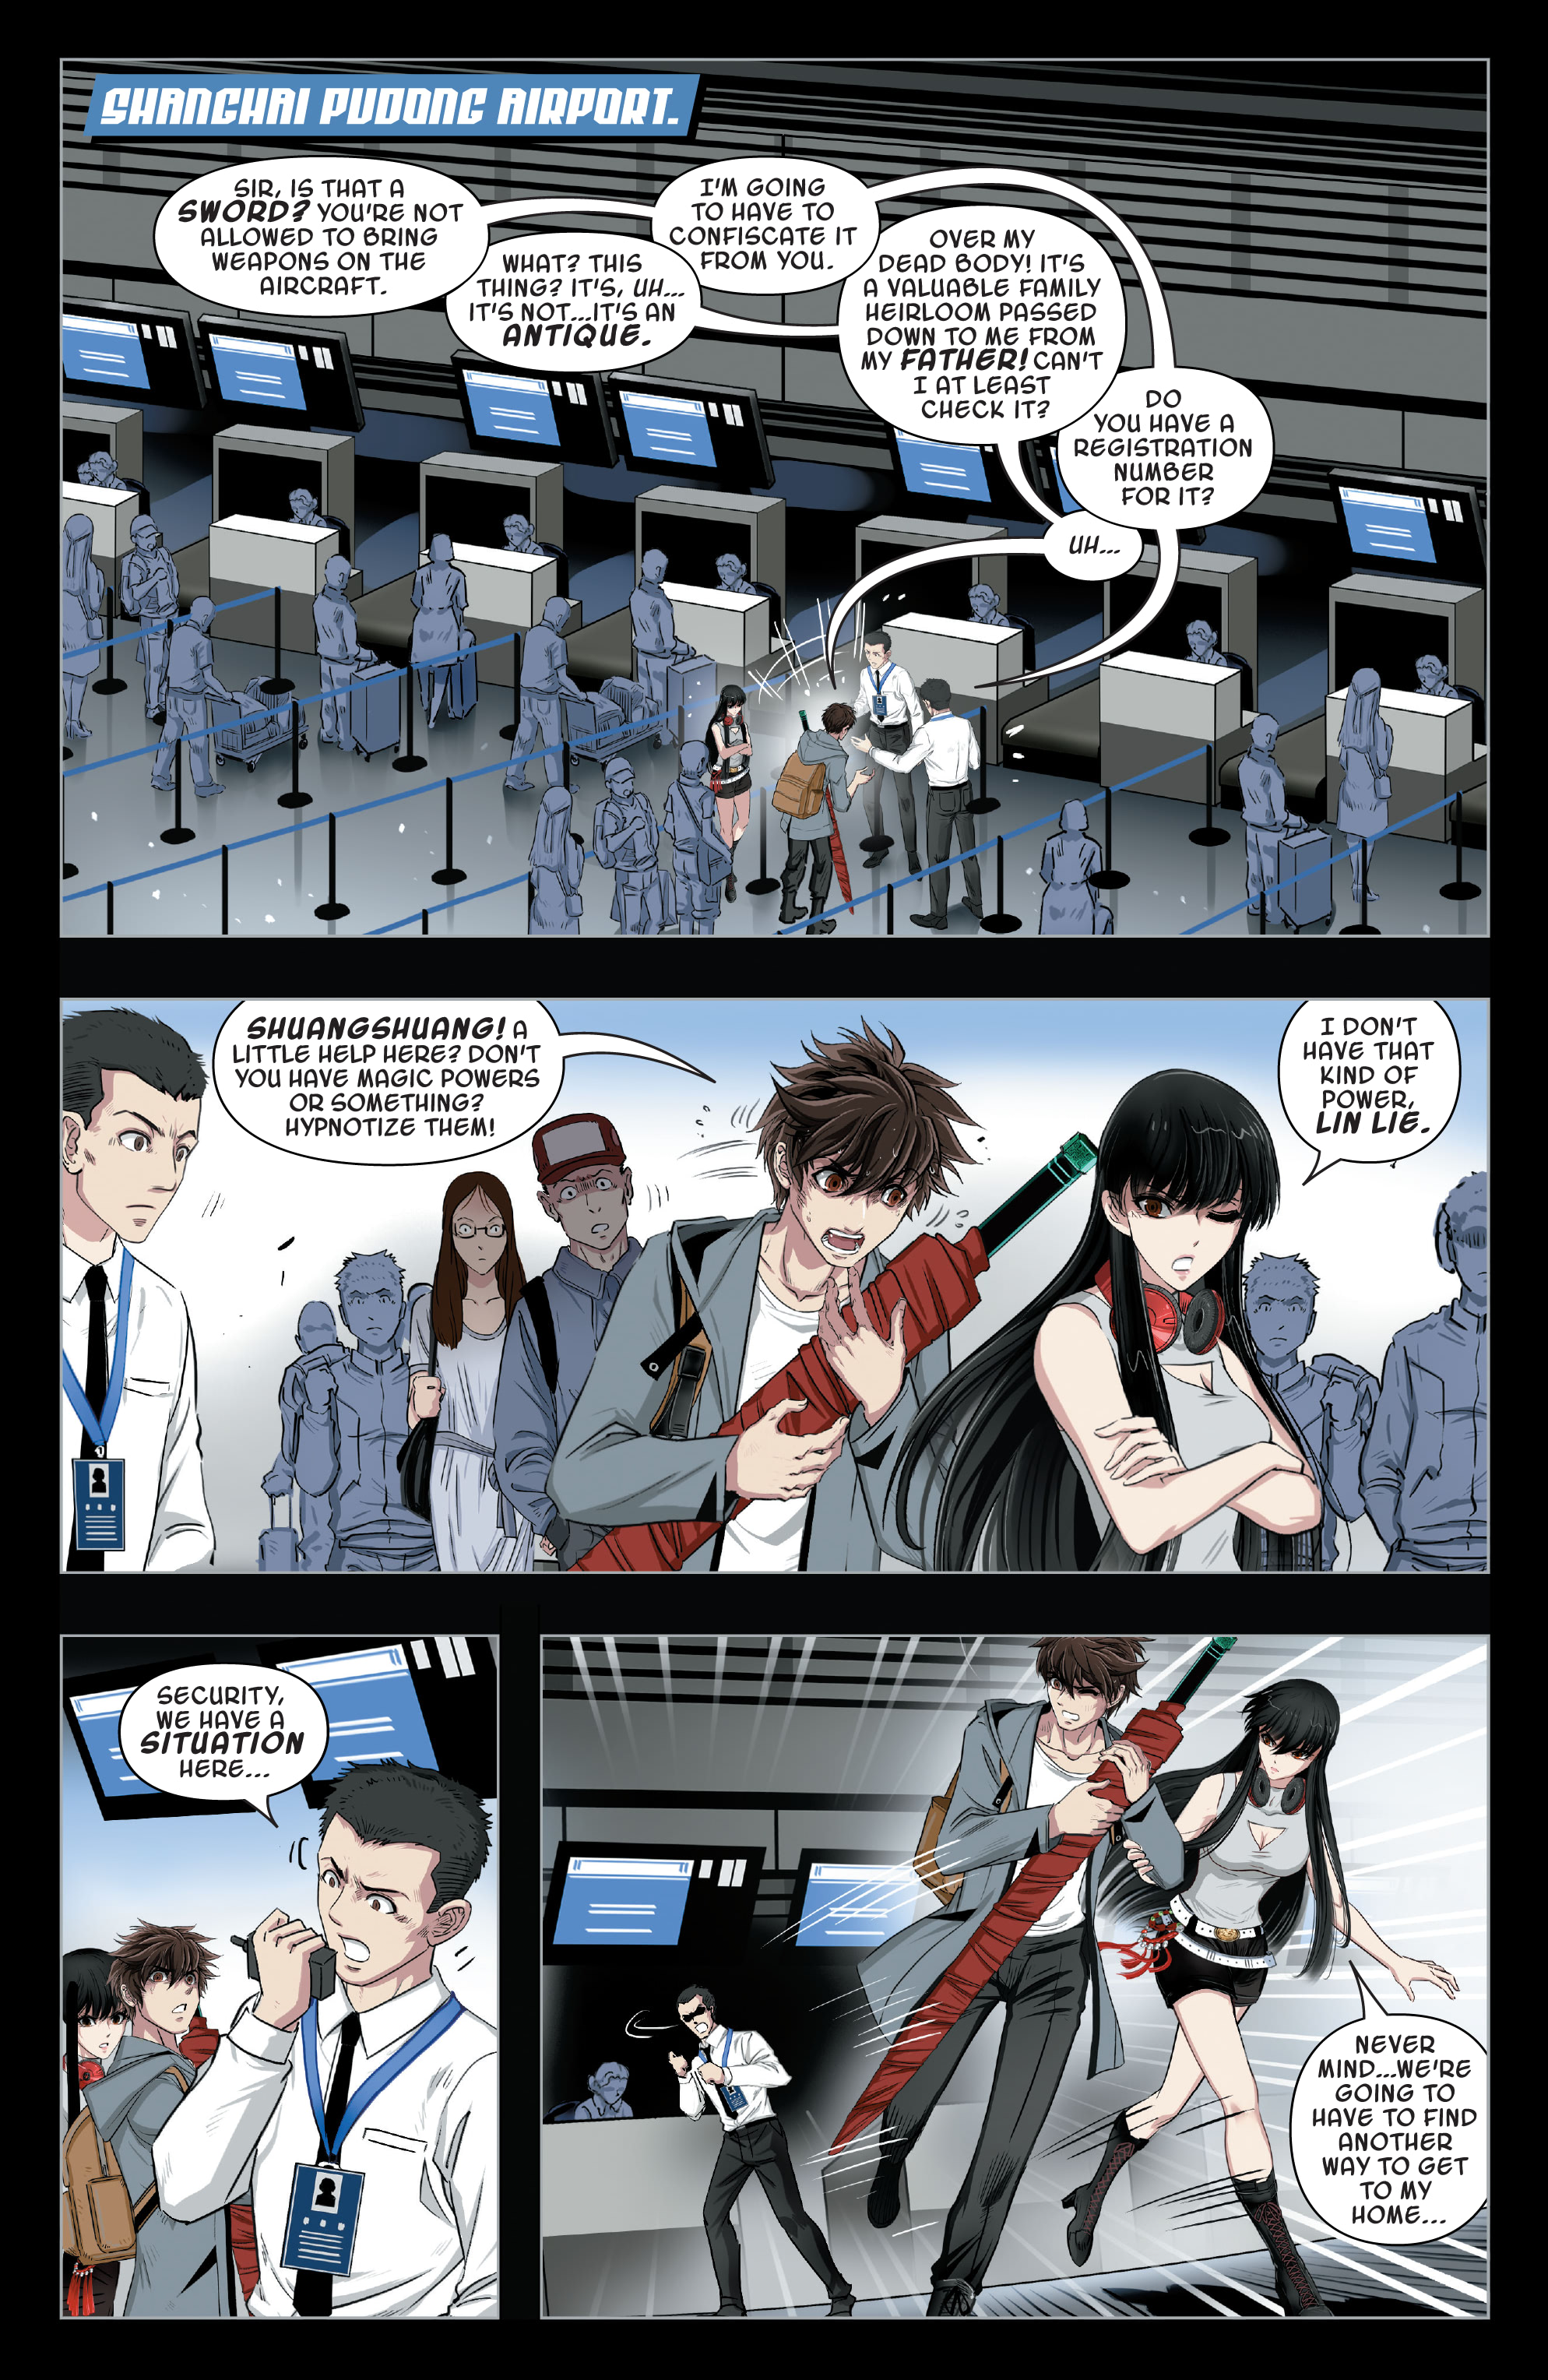 SHANGHAI PUDONG AIRPORT.
SIR, IS THAT A
SWORD? YOU'RE NOT
ALLOWED TO BRING
WEAPONS ON THE
AIRCRAFT.
WHAT? THIS
THING? IT'S, UH...
IT'S NOT...IT'S AN
ANTIQUE.
I'M GOING
TO HAVE TO
CONFISCATE IT
FROM YOU.
OVER MY
DEAD BODY! IT'S
A VALUABLE FAMILY
HEIRLOOM PASSED
DOWN TO ME FROM
MY FATHER! CAN'T
I AT LEAST
CHECK IT?
DO
YOU HAVE A
REGISTRATION
NUMBER
FOR IT?
UH...
SHUANGSHUANG! A
LITTLE HELP HERE? DON'T
YOU HAVE MAGIC POWERS
OR SOMETHING?
HYPNOTIZE THEM!
I DON'T
HAVE THAT
KIND OF
POWER,
LIN LIE.
SECURITY,
WE HAVE A
SITUATION
HERE...
NEVER
MIND...WE'RE
GOING TO
HAVE TO FIND
ANOTHER
WAY TO GET
TO MY
HOME...